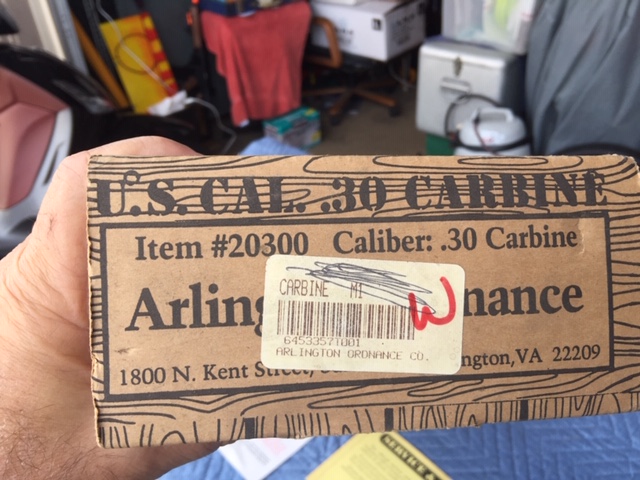 U.S. CAL. .30 CARBINE
Item #20300 Caliber: .30 Carbine
Arling nance
CARBINE M1
W
ARLINGTON ORDNANCE CO.
1800 N. Kent Street, ngton, VA 22209
SERVICE